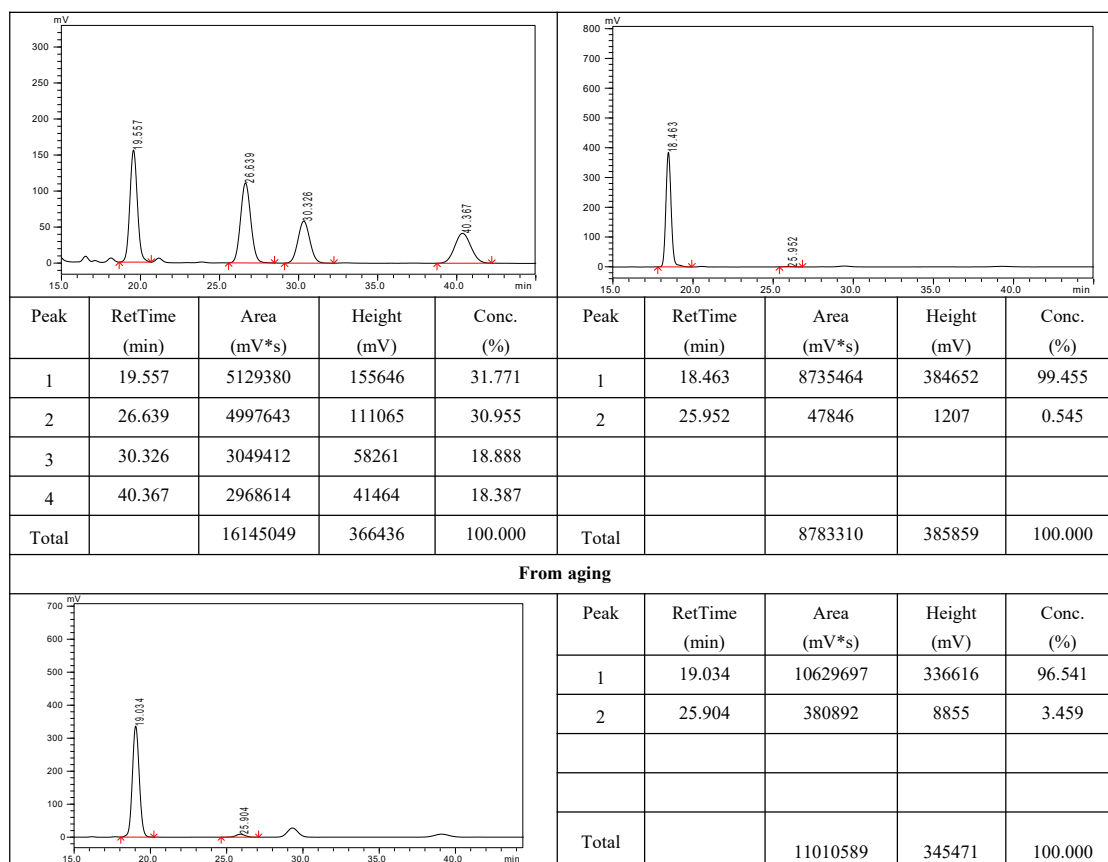 mV
300
250
200
150
100
50
0
19.557
26.639
30.326
40.367
15.0 20.0 25.0 30.0 35.0 40.0 min
mV
800
700
600
500
400
300
200
100
0
18.463
25.952
15.0 20.0 25.0 30.0 35.0 40.0 min
Peak RetTime Area Height Conc. Peak RetTime Area Height Conc.
(min) (mV*s) (mV) (%) (min) (mV*s) (mV) (%)
1 19.557 5129380 155646 31.771 1 18.463 8735464 384652 99.455
2 26.639 4997643 111065 30.955 2 25.952 47846 1207 0.545
3 30.326 3049412 58261 18.888
4 40.367 2968614 41464 18.387
Total 16145049 366436 100.000 Total 8783310 385859 100.000
From aging
mV
700
600
500
400
300
200
100
0
19.034
25.904
15.0 20.0 25.0 30.0 35.0 40.0 min
Peak RetTime Area Height Conc.
(min) (mV*s) (mV) (%)
1 19.034 10629697 336616 96.541
2 25.904 380892 8855 3.459
Total 11010589 345471 100.000